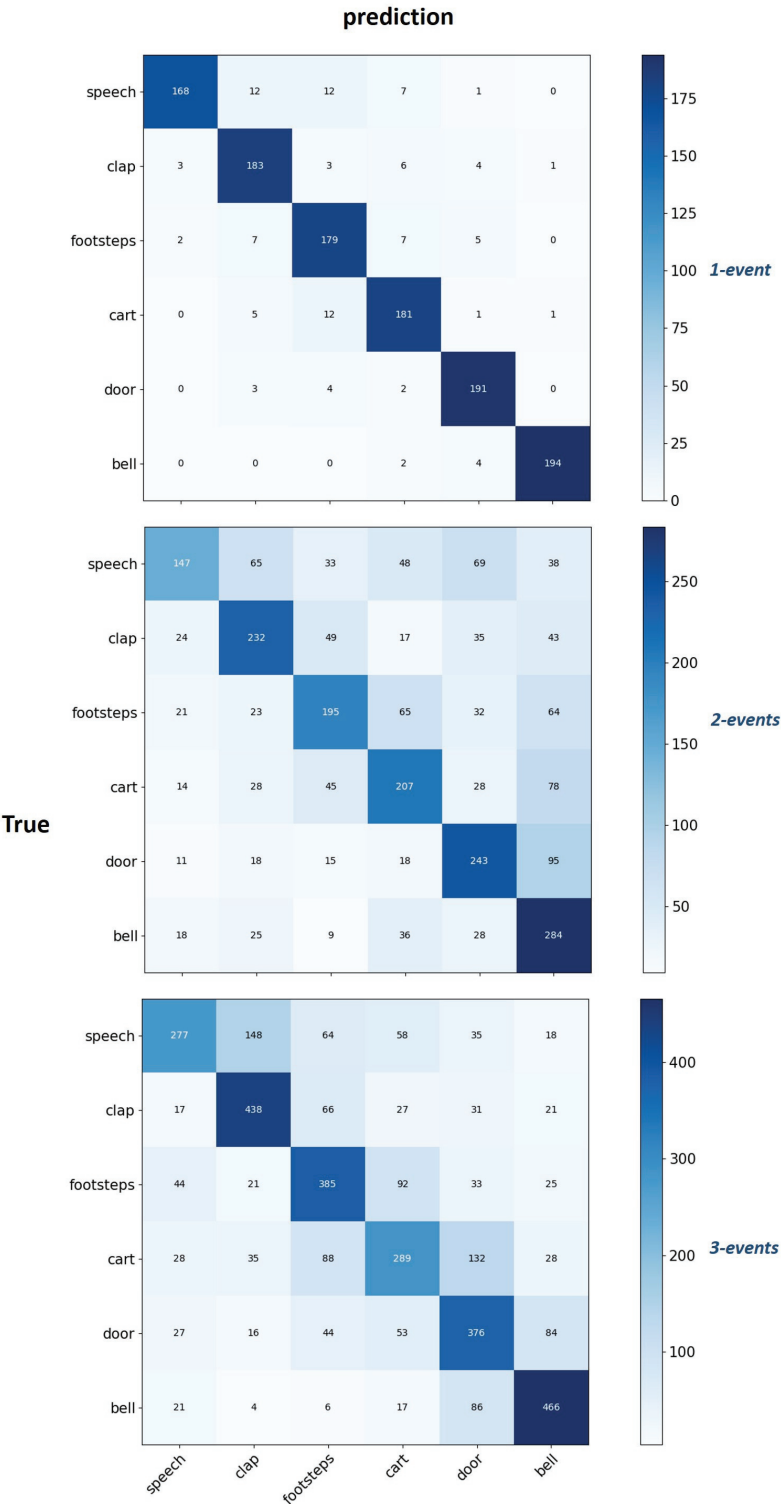 prediction
speech 168 12 12 7 1 0
clap 3 183 3 6 4 1
footsteps 2 7 179 7 5 0
cart 0 5 12 181 1 1
door 0 3 4 2 191 0
bell 0 0 0 2 4 194
175
150
125
100
75
50
25
0
1-event
speech 147 65 33 48 69 38
clap 24 232 49 17 35 43
footsteps 21 23 195 65 32 64
cart 14 28 45 207 28 78
door 11 18 15 18 243 95
bell 18 25 9 36 28 284
250
200
150
100
50
2-events
True
speech 277 148 64 58 35 18
clap 17 438 66 27 31 21
footsteps 44 21 385 92 33 25
cart 28 35 88 289 132 28
door 27 16 44 53 376 84
bell 21 4 6 17 86 466
400
300
200
100
3-events
speech clap footsteps cart door bell